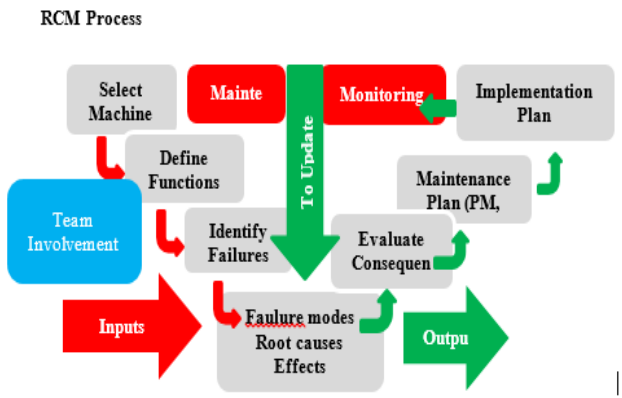 RCM Process
Select
Machine
Mainte
Monitoring
Implementation
Plan
To Update
Define
Functions
Maintenance
Plan (PM,
Team
Involvement
Identify
Failures
Evaluate
Consequen
Inputs
Faulure modes
Root causes
Effects
Outpu